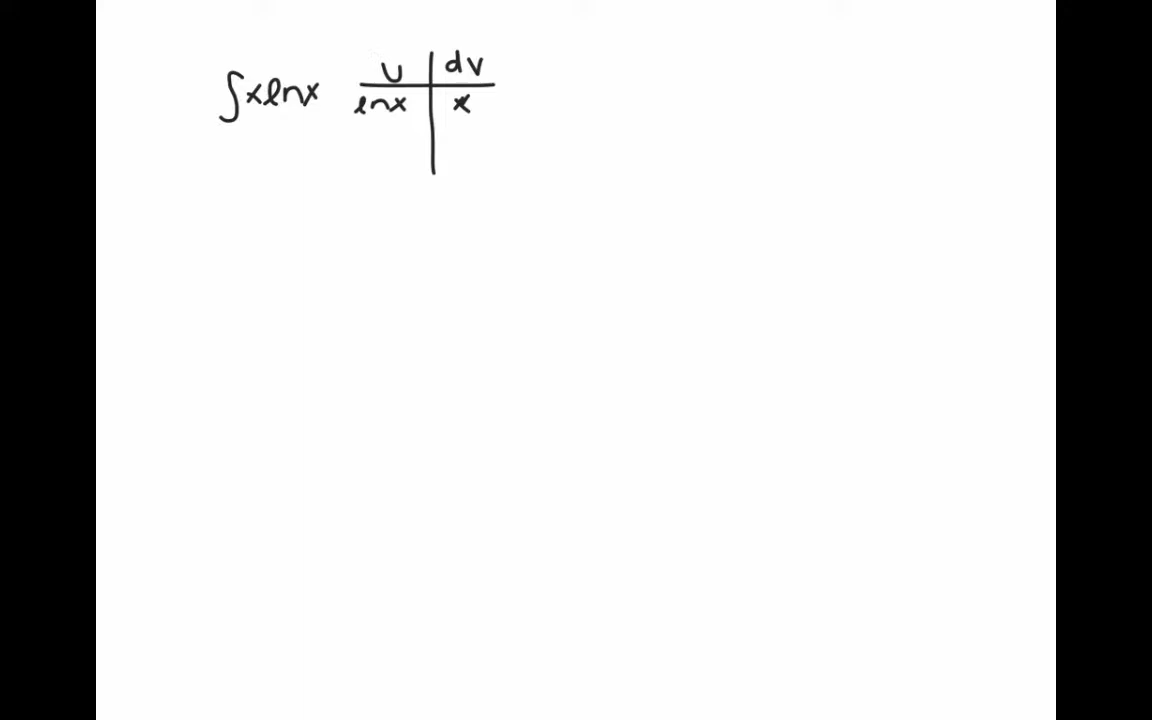 ∫xlnx u | dv
lnx | x